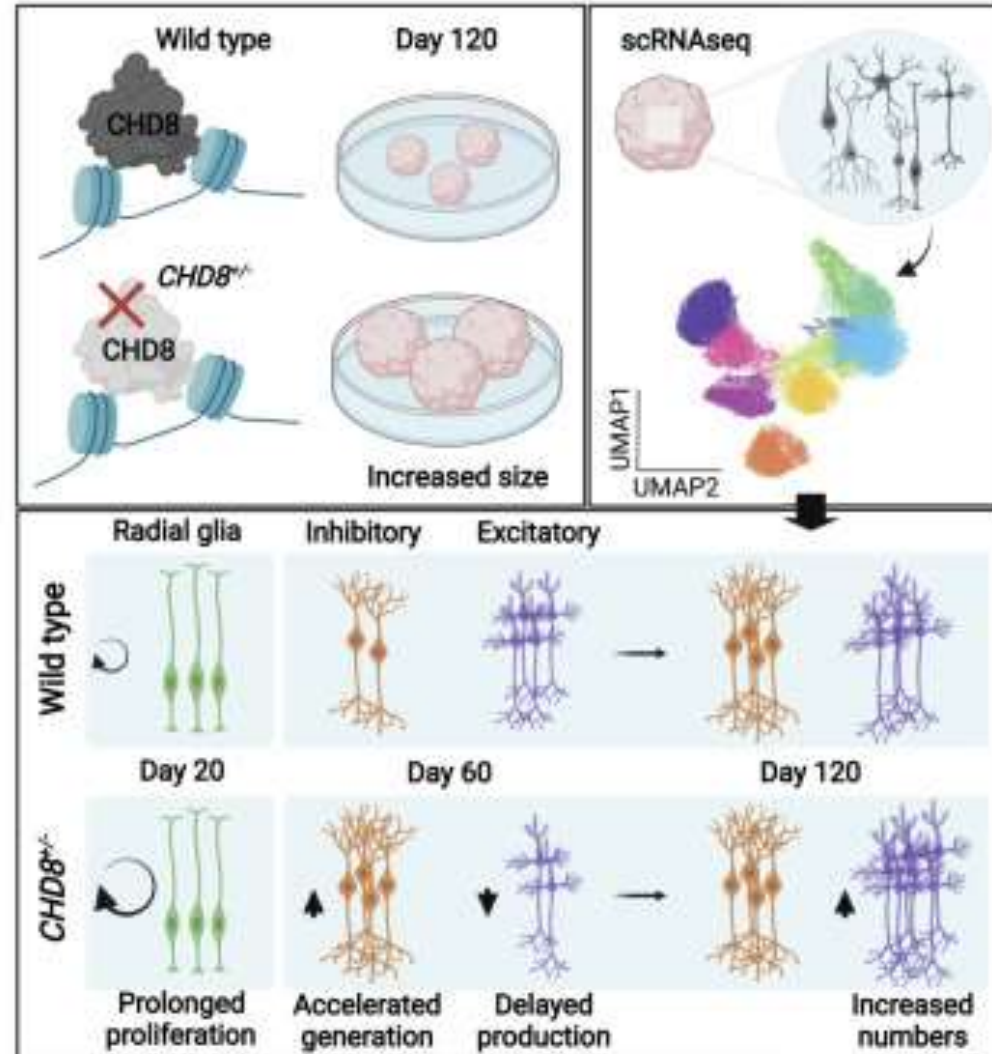 Wild type
Day 120
CHD8
CHD8+/-
CHD8
Increased size
scRNAseq
UMAP1
UMAP2
Radial glia
Inhibitory
Excitatory
Wild type
Day 20
Day 60
Day 120
CHD8+/-
Prolonged
proliferation
Accelerated
generation
Delayed
production
Increased
numbers